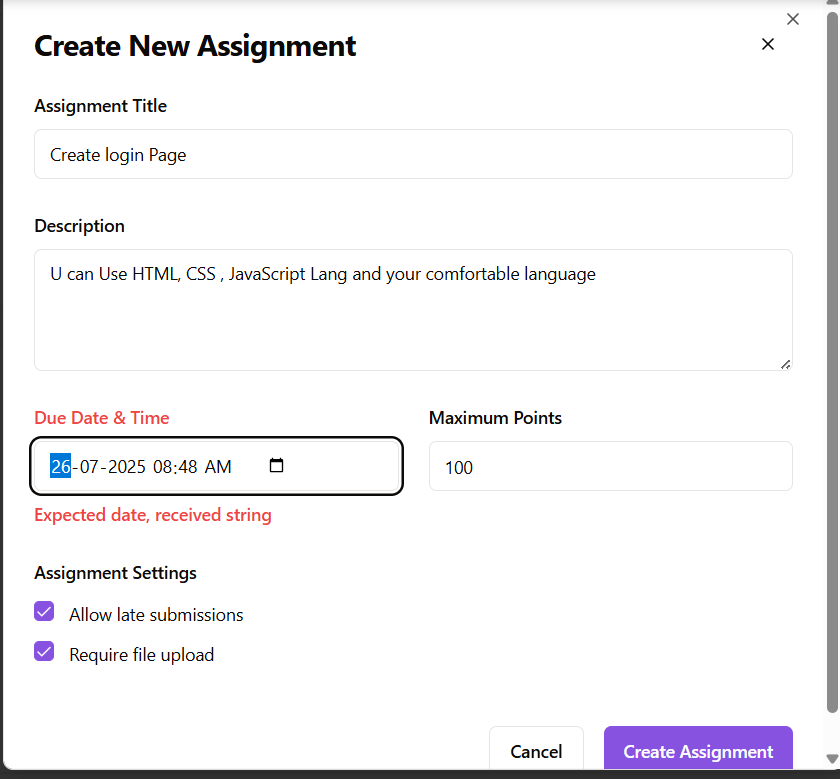 Create New Assignment
Assignment Title
Create login Page
Description
U can Use HTML, CSS , JavaScript Lang and your comfortable language
Due Date & Time
Maximum Points
26-07-2025 08:48 AM
100
Expected date, received string
Assignment Settings
Allow late submissions
Require file upload
Cancel
Create Assignment